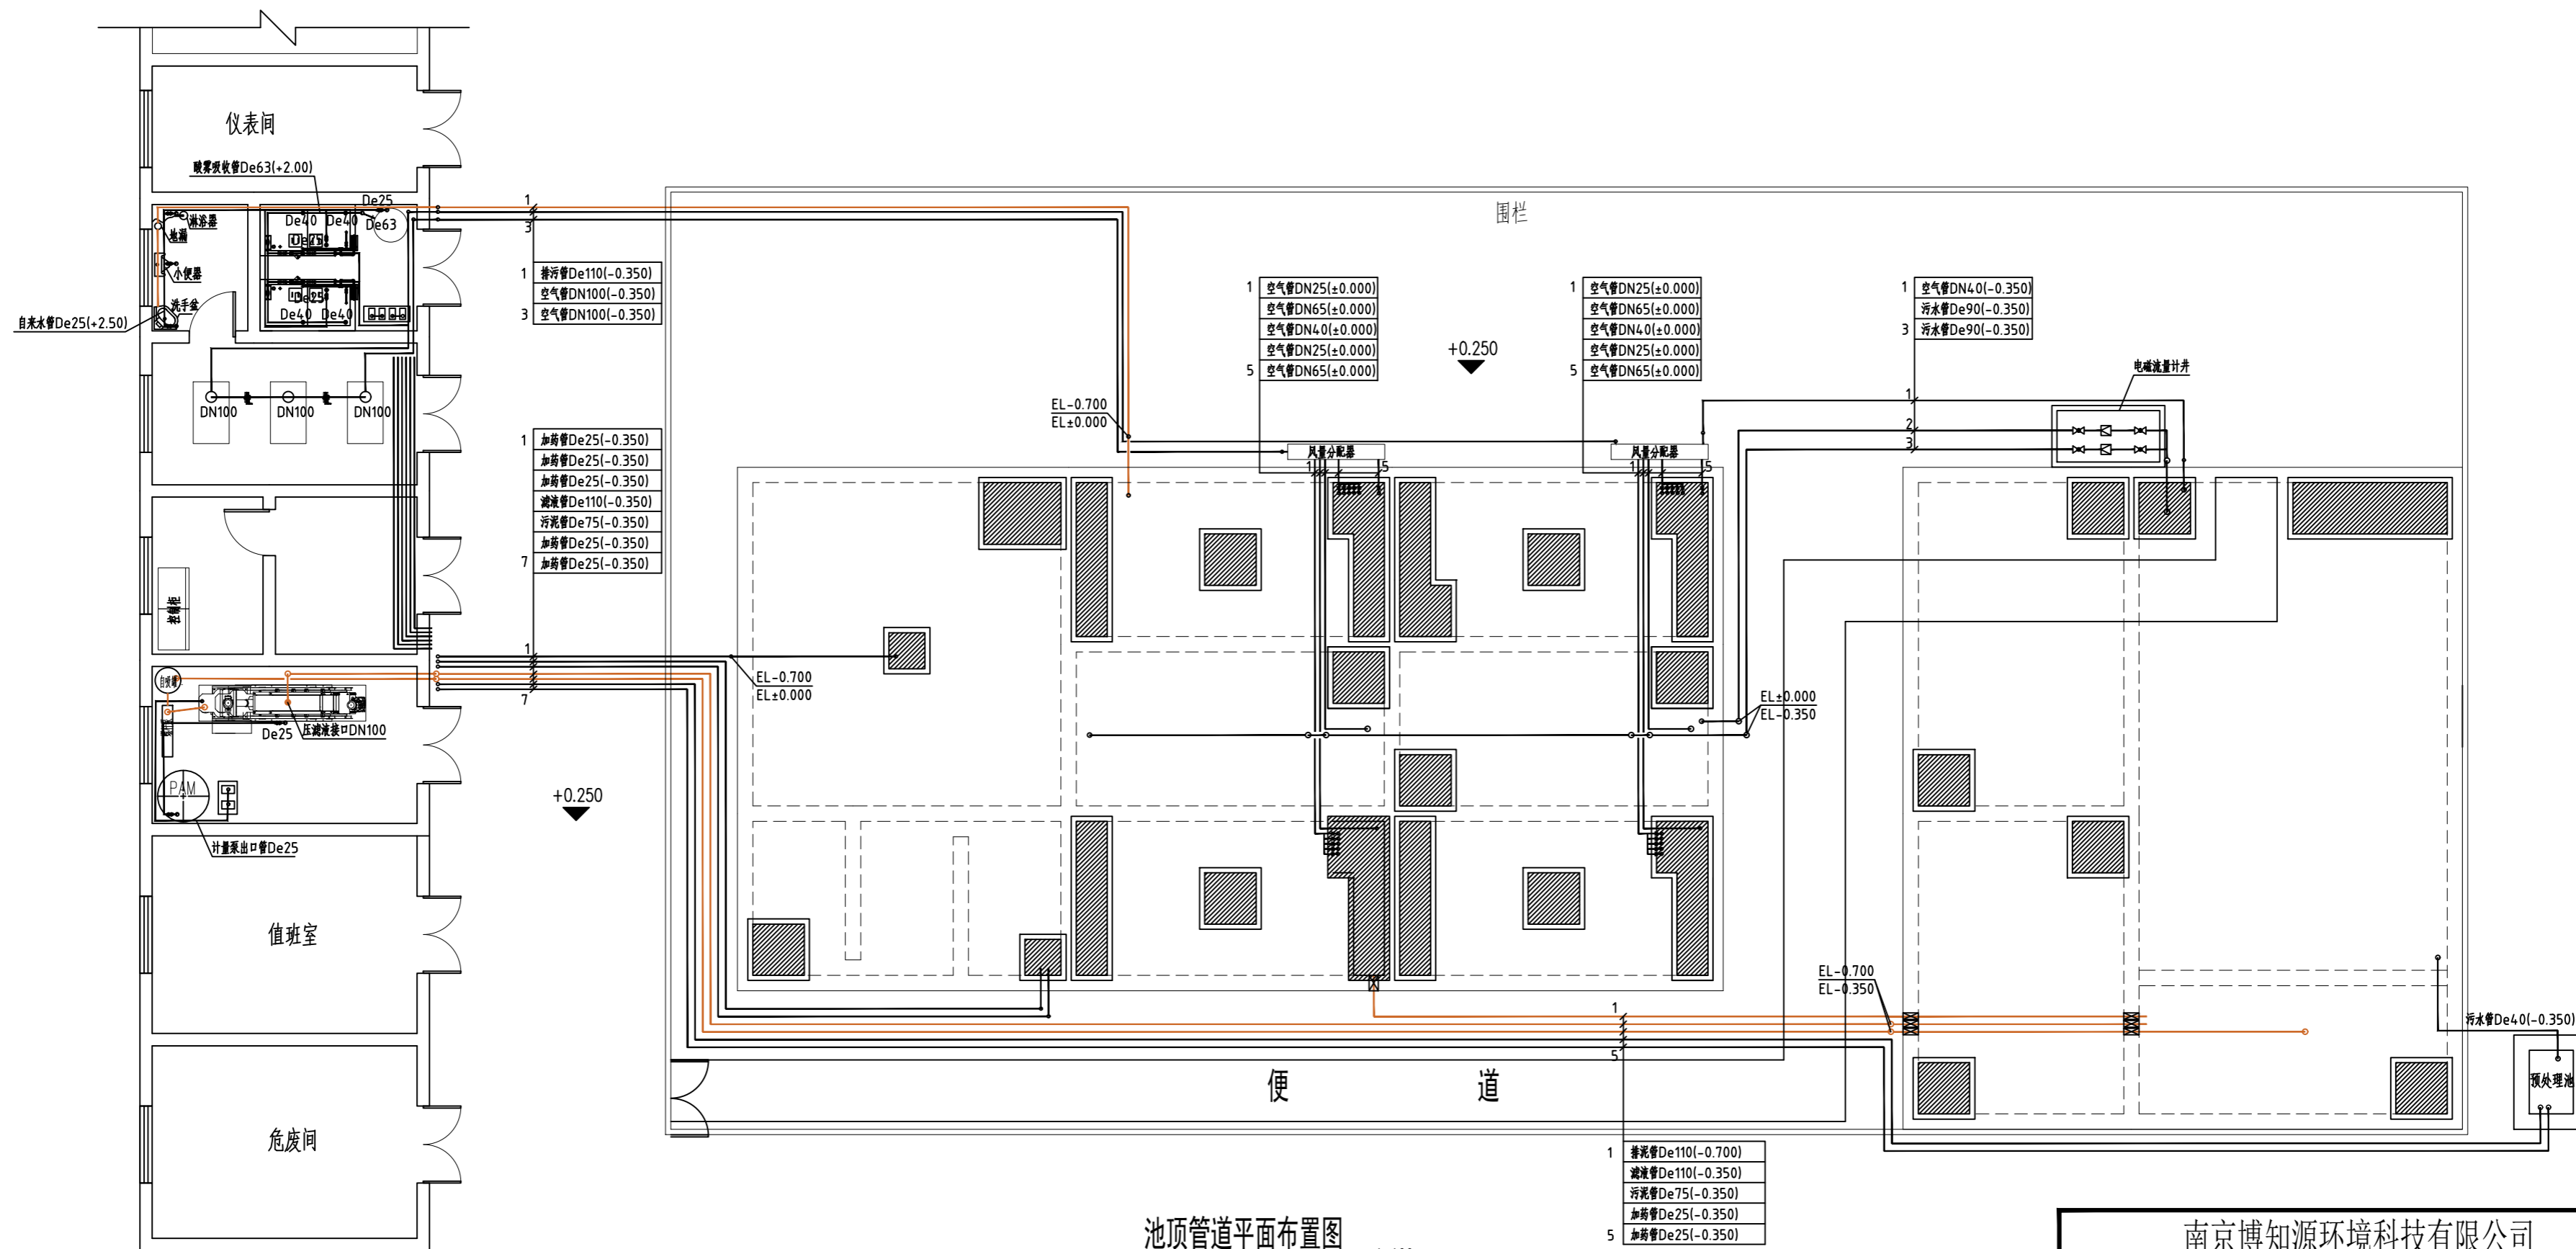 仪表间
酸雾吸收管De63(+2.00)
De25
De40 De40
De63
淋浴器
地漏
De25
小便器
De25
洗手盆
De40 De40
自来水管De25(+2.50)
DN100 DN100 DN100
控制柜
De25
压滤液接口DN100
PAM
计量泵出口管De25
值班室
危废间
1
3
1 排污管De110(-0.350)
空气管DN100(-0.350)
3 空气管DN100(-0.350)
1 加药管De25(-0.350)
加药管De25(-0.350)
加药管De25(-0.350)
滤液管De110(-0.350)
污泥管De75(-0.350)
加药管De25(-0.350)
7 加药管De25(-0.350)
1
7
+0.250
围栏
1 空气管DN25(±0.000)
空气管DN65(±0.000)
空气管DN40(±0.000)
空气管DN25(±0.000)
5 空气管DN65(±0.000)
1 空气管DN25(±0.000)
空气管DN65(±0.000)
空气管DN40(±0.000)
空气管DN25(±0.000)
5 空气管DN65(±0.000)
1 空气管DN40(-0.350)
污水管De90(-0.350)
3 污水管De90(-0.350)
+0.250
电磁流量计井
EL-0.700
EL±0.000
1
2
3
风量分配器
1 5
风量分配器
1 5
EL-0.700
EL±0.000
EL±0.000
EL-0.350
EL-0.700
EL-0.350
1
5
污水管De40(-0.350)
预处理池
便 道
1 排泥管De110(-0.700)
滤液管De110(-0.350)
污泥管De75(-0.350)
加药管De25(-0.350)
5 加药管De25(-0.350)
池顶管道平面布置图
南京博知源环境科技有限公司